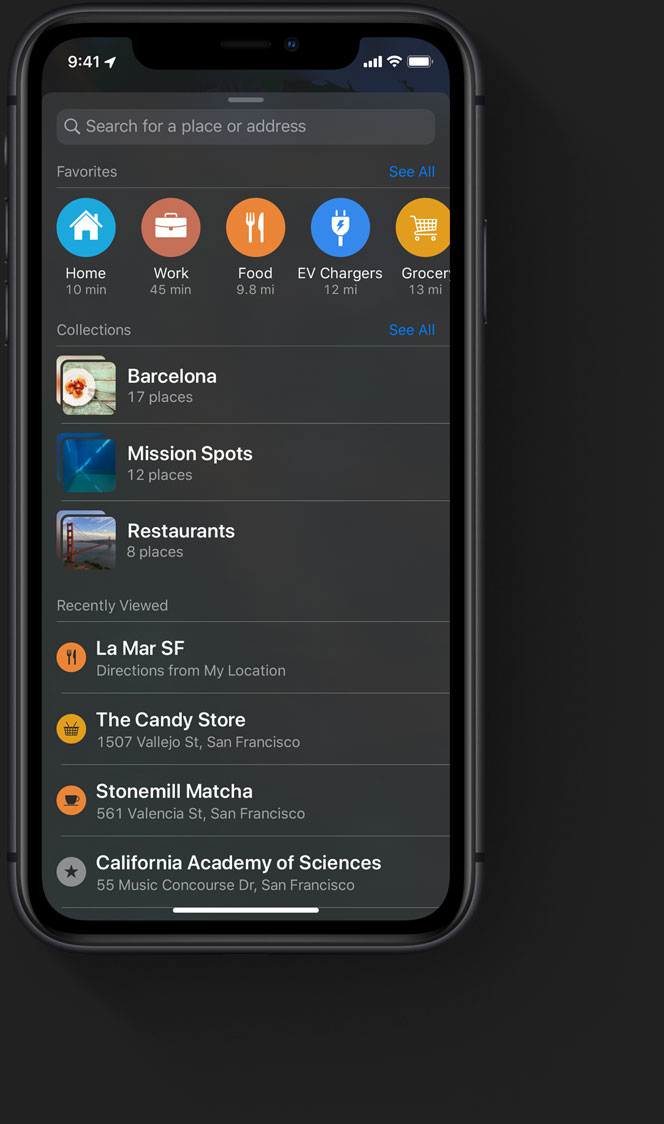 9:41
Search for a place or address
Favorites See All
Home Work Food EV Chargers Grocery
10 min 45 min 9.8 mi 12 mi 13 mi
Collections See All
Barcelona
17 places
Mission Spots
12 places
Restaurants
8 places
Recently Viewed
La Mar SF
Directions from My Location
The Candy Store
1507 Vallejo St, San Francisco
Stonemill Matcha
561 Valencia St, San Francisco
California Academy of Sciences
55 Music Concourse Dr, San Francisco